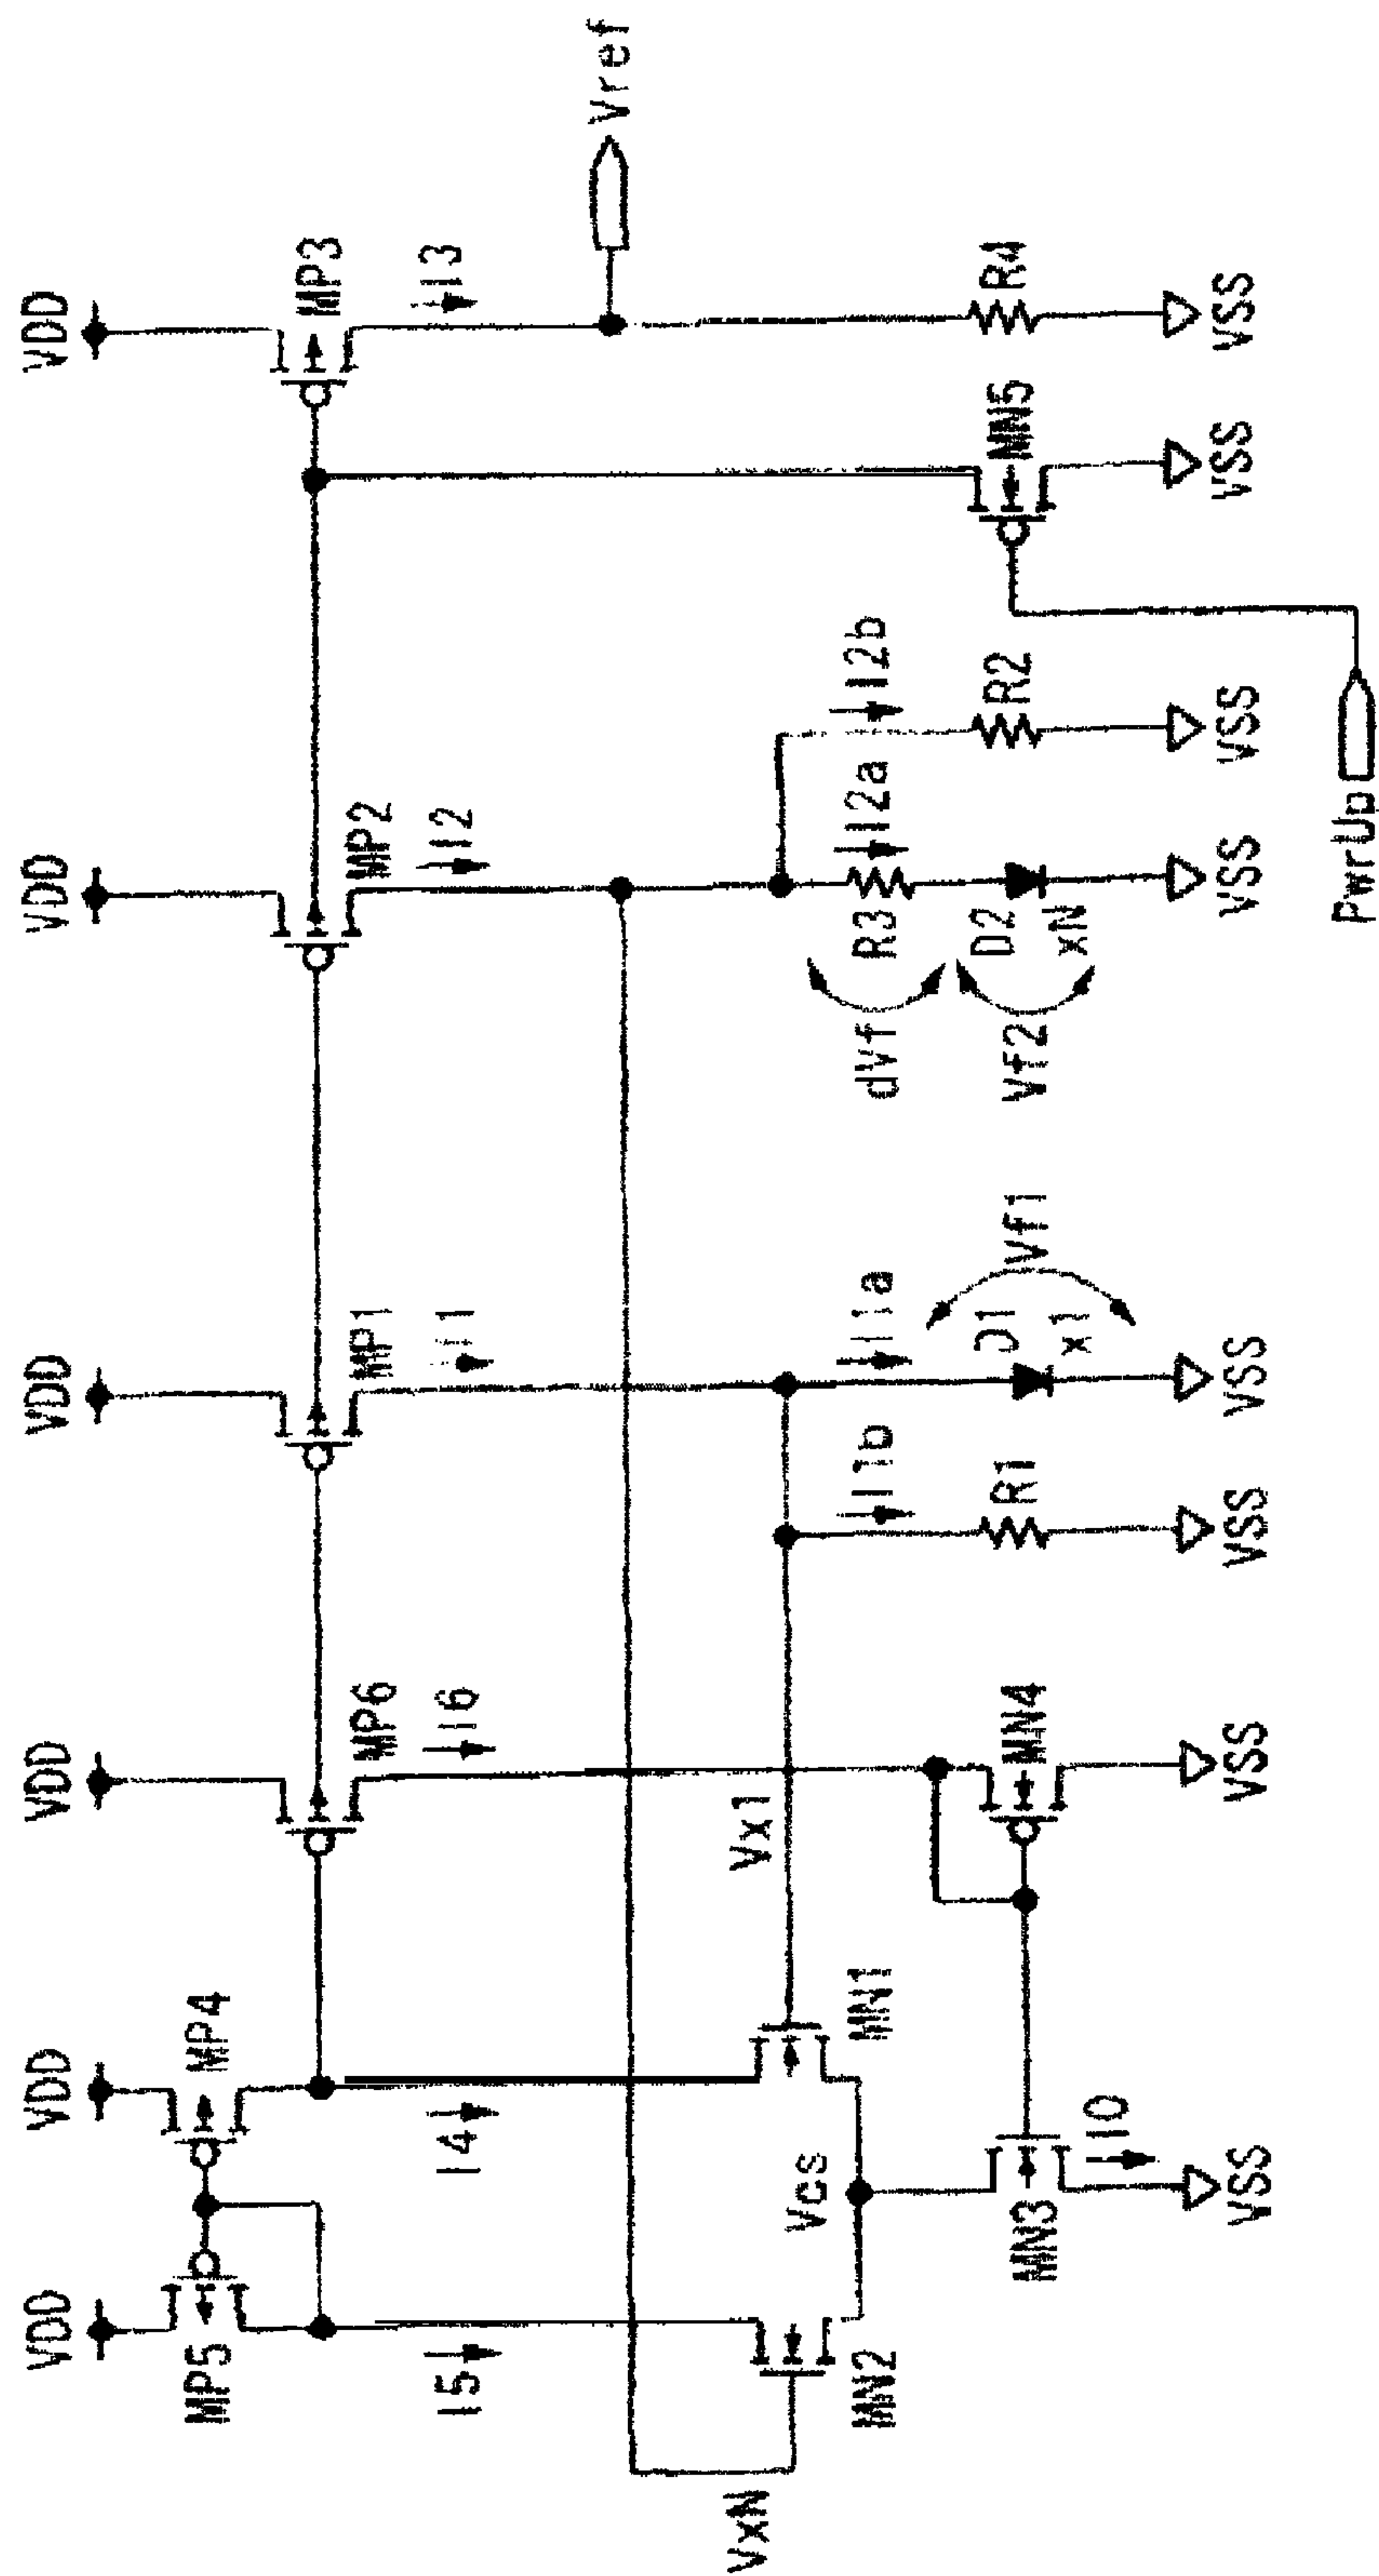 VDD
VDD
VDD
VDD
VDD
VDD
MP5
MP4
MP6
MP1
MP2
MP3
I5
I4
I6
I1
I2
I3
Vref
VxN
MN2
Vcs
MN1
Vx1
MN3
I0
MN4
I1b
R1
I1a
D1
x1
Vf1
dVf
Vf2
R3
I2a
D2
xN
I2b
R2
MN5
R4
VSS
VSS
VSS
VSS
VSS
VSS
VSS
VSS
PwrUp